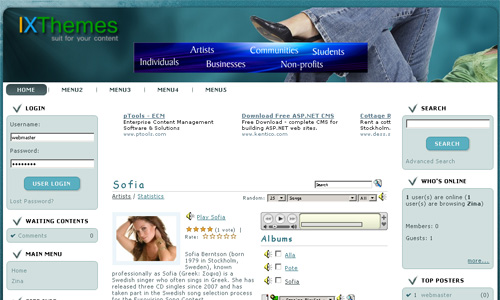 IXThemes
suit for your content
Individuals
Artists
Businesses
Communities
Non-profits
Students
HOME
MENU2
MENU3
MENU4
MENU5
LOGIN
Username:
webmaster
Password:
USER LOGIN
Lost Password?
WAITING CONTENTS
Comments 0
MAIN MENU
Home
Zina
pTools - ECN
Enterprise Content Management
Software & Solutions
www.ptools.com
Download Free ASP.NET CMS
Free Download - complete CMS for
building ASP.NET web sites.
www.kentico.com
Cottage R
Rent a cotta
Stockholm,
Sofia
Search
Artists / Statistics
Random: 25 Songs All
Play Sofia
(1 vote) |
Rate:
Sofia Berntson (born
1979 in Stockholm,
Sweden), known
professionally as Sofia (Greek: Σοφία) is a
Swedish singer who often sings in Greek. She has
released three CD singles since 2007 and has
taken part in the Swedish song selection process
for the Eurovision Song Contest
Albums
Alla
Pote
Sofia
SEARCH
SEARCH
Advanced Search
WHO'S ONLINE
1 user(s) are online (1
user(s) are browsing Zina)
Members: 0
Guests: 1
more...
TOP POSTERS
1 webmaster 0